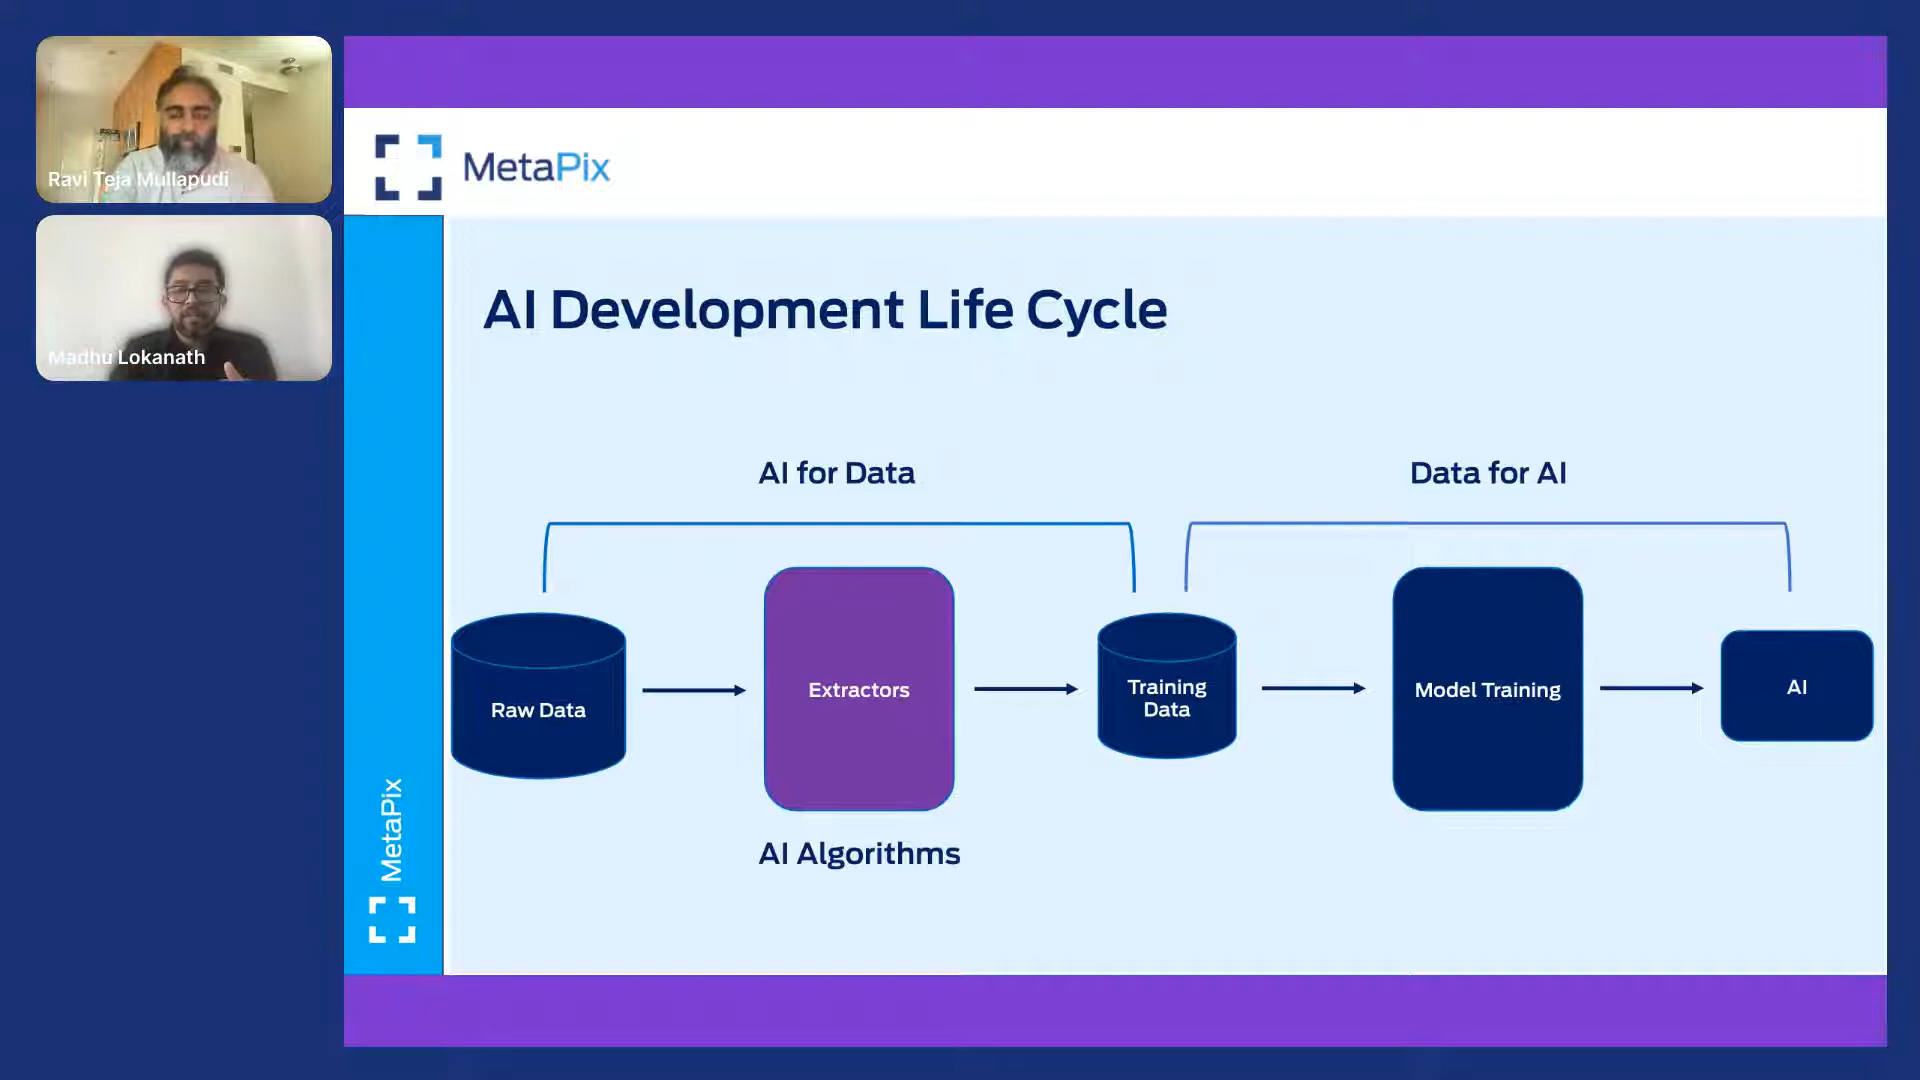 Ravi Teja Mullapudi
Madhu Lokanath
MetaPix
AI Development Life Cycle
AI for Data
Data for AI
Raw Data
Extractors
Training
Data
Model Training
AI
AI Algorithms
MetaPix